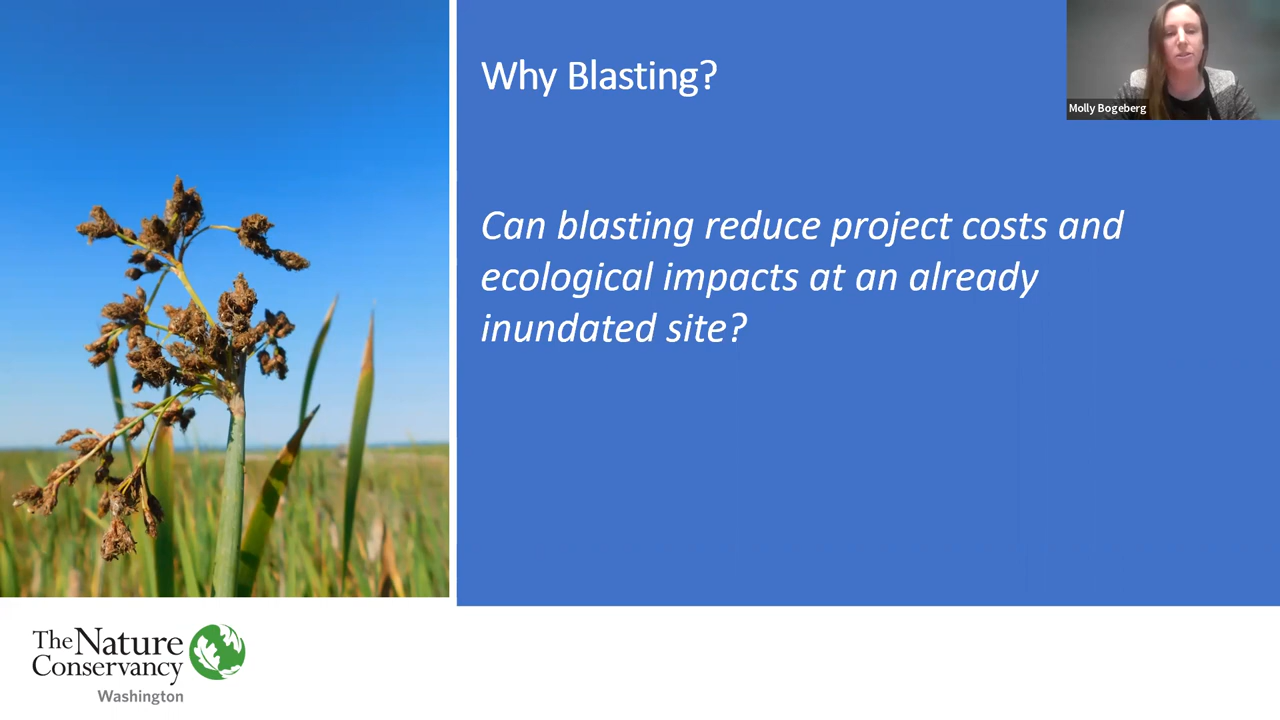 Why Blasting?
Molly Bogeberg
Can blasting reduce project costs and
ecological impacts at an already
inundated site?
The Nature
Conservancy
Washington